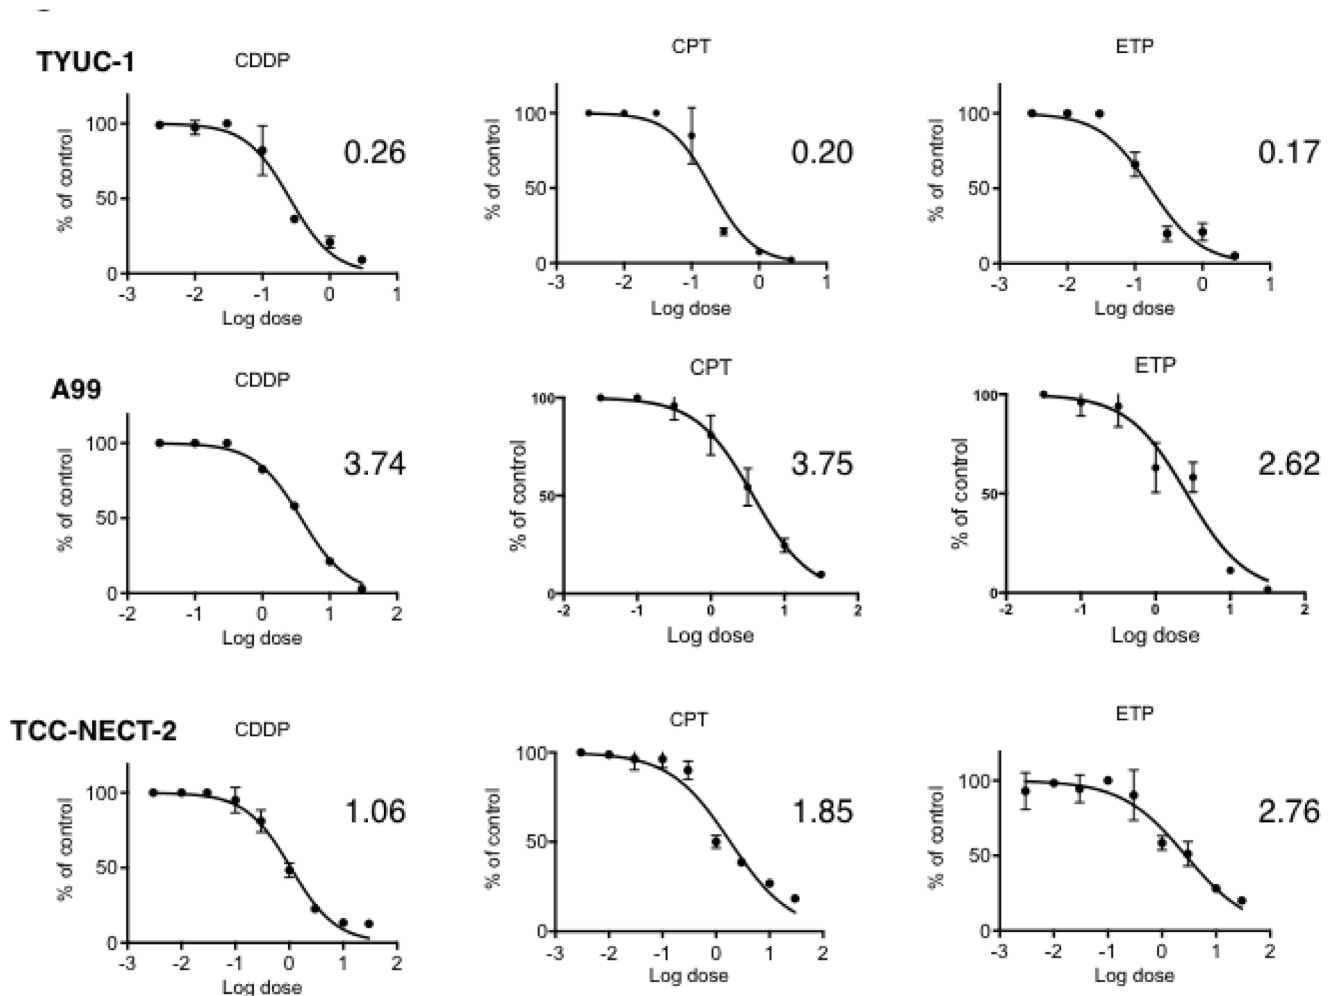 TYUC-1
CDDP
CPT
ETP
% of control
100
50
0
-3 -2 -1 0 1
Log dose
0.26
% of control
100
50
0
-3 -2 -1 0 1
Log dose
0.20
% of control
100
50
0
-3 -2 -1 0 1
Log dose
0.17
A99
CDDP
CPT
ETP
% of control
100
50
0
-2 -1 0 1 2
Log dose
3.74
% of control
100
50
0
-2 -1 0 1 2
Log dose
3.75
% of control
100
50
0
-2 -1 0 1 2
Log dose
2.62
TCC-NECT-2
CDDP
CPT
ETP
% of control
100
50
0
-3 -2 -1 0 1 2
Log dose
1.06
% of control
100
50
0
-3 -2 -1 0 1 2
Log dose
1.85
% of control
100
50
0
-3 -2 -1 0 1 2
Log dose
2.76